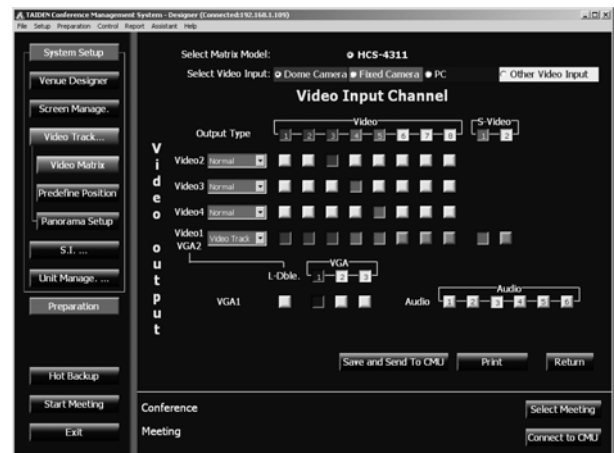 TAIDEN Conference Management System - Designer (Connected:192.168.1.109)
File Setup Preparation Control Report Assistant Help
System Setup
Venue Designer
Screen Manage.
Video Track...
Video Matrix
Predefine Position
Panorama Setup
S.I. ...
Unit Manage. ...
Preparation
Hot Backup
Start Meeting
Exit
Select Matrix Model: HCS-4311
Select Video Input: Dome Camera Fixed Camera PC Other Video Input
Video Input Channel
Video S-Video
Output Type 1 2 3 4 5 6 7 8 1 2
Video output
Video2 Normal
Video3 Normal
Video4 Normal
Video1 Video Track
VGA2
VGA
L-Dble. 1 2 3
Audio
VGA1 Audio 1 2 3 4 5 6
Save and Send To CMU Print Return
Conference Select Meeting
Meeting Connect to CMU